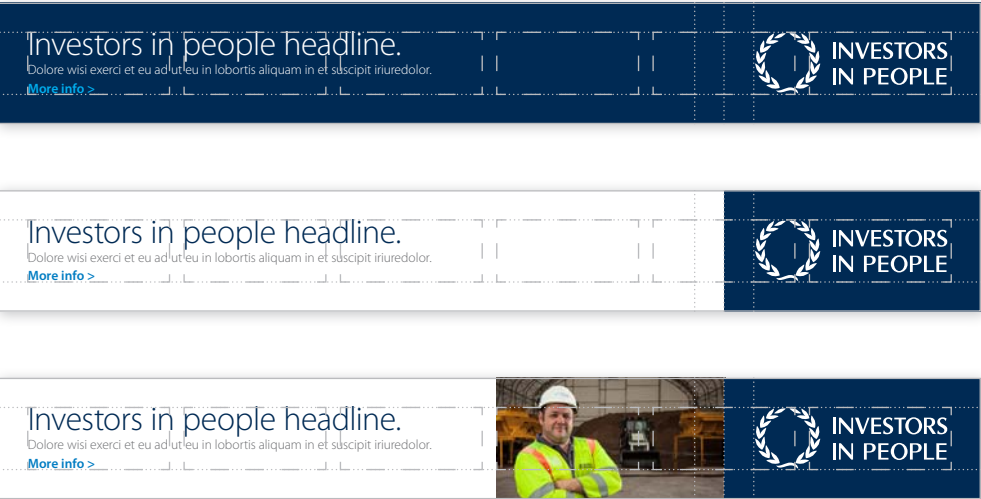 Investors in people headline.
Dolore wisi exerci et eu ad ut eu in lobortis aliquam in et suscipit iriuredolor.
More info >
INVESTORS
IN PEOPLE
Investors in people headline.
Dolore wisi exerci et eu ad ut eu in lobortis aliquam in et suscipit iriuredolor.
More info >
INVESTORS
IN PEOPLE
Investors in people headline.
Dolore wisi exerci et eu ad ut eu in lobortis aliquam in et suscipit iriuredolor.
More info >
INVESTORS
IN PEOPLE